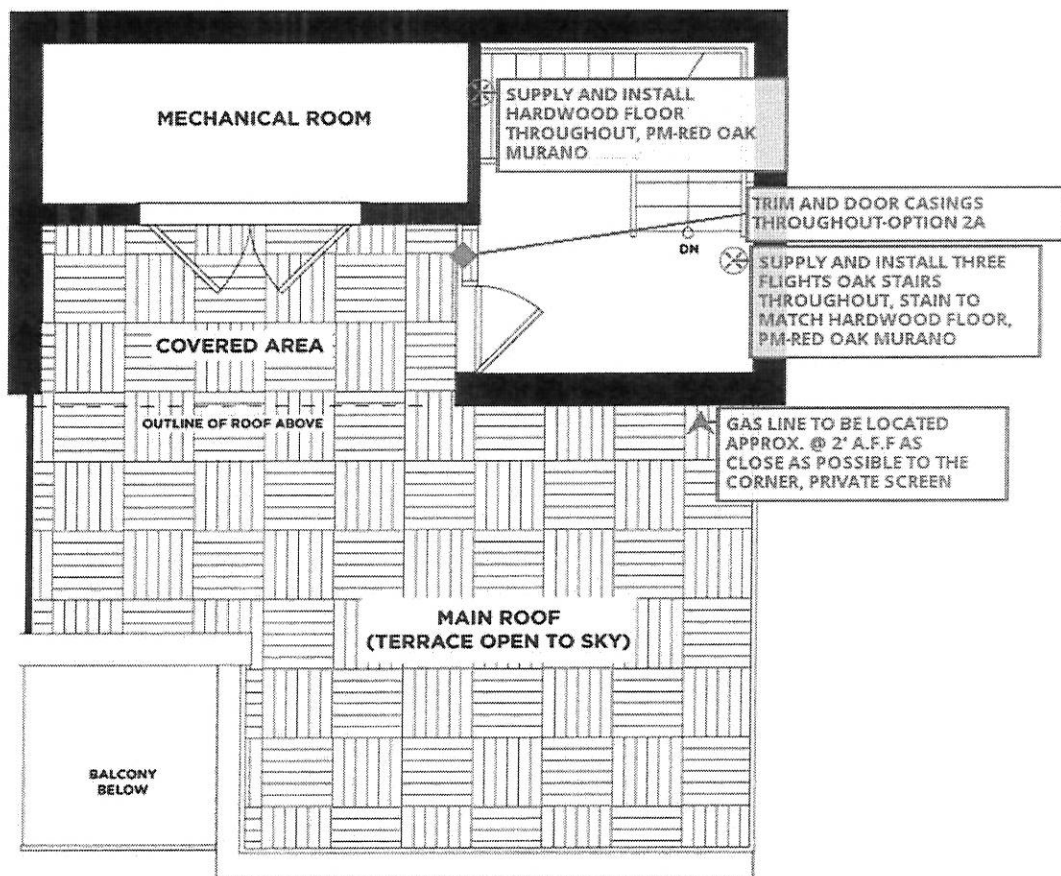 MECHANICAL ROOM
SUPPLY AND INSTALL
HARDWOOD FLOOR
THROUGHOUT, PM-RED OAK
MURANO
TRIM AND DOOR CASINGS
THROUGHOUT-OPTION 2A
DN
SUPPLY AND INSTALL THREE
FLIGHTS OAK STAIRS
THROUGHOUT, STAIN TO
MATCH HARDWOOD FLOOR,
PM-RED OAK MURANO
COVERED AREA
OUTLINE OF ROOF ABOVE
GAS LINE TO BE LOCATED
APPROX. @ 2' A.F.F AS
CLOSE AS POSSIBLE TO THE
CORNER, PRIVATE SCREEN
MAIN ROOF
(TERRACE OPEN TO SKY)
BALCONY
BELOW